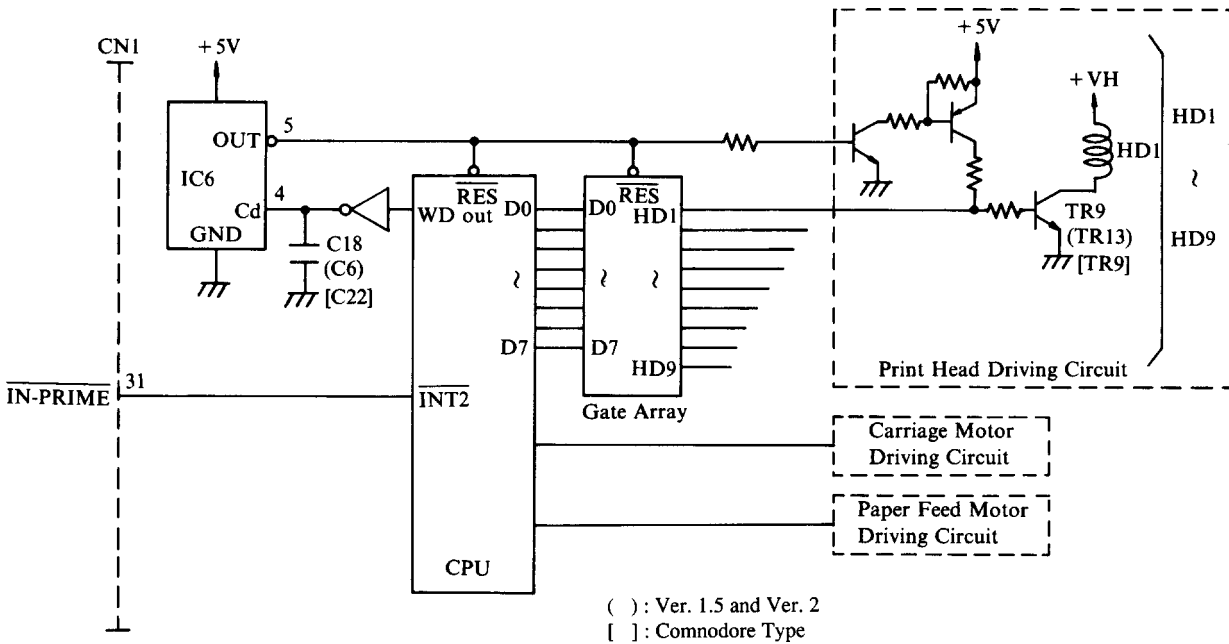 CN1
+5V
OUT
5
IC6
4
Cd
GND
C18
(C6)
[C22]
IN-PRIME
31
RES
WD out
D0
~
D7
INT2
CPU
RES
D0
HD1
~
~
D7
HD9
Gate Array
+5V
+VH
HD1
TR9
(TR13)
[TR9]
HD1
~
HD9
Print Head Driving Circuit
Carriage Motor
Driving Circuit
Paper Feed Motor
Driving Circuit
( ) : Ver. 1.5 and Ver. 2
[ ] : Comnodore Type